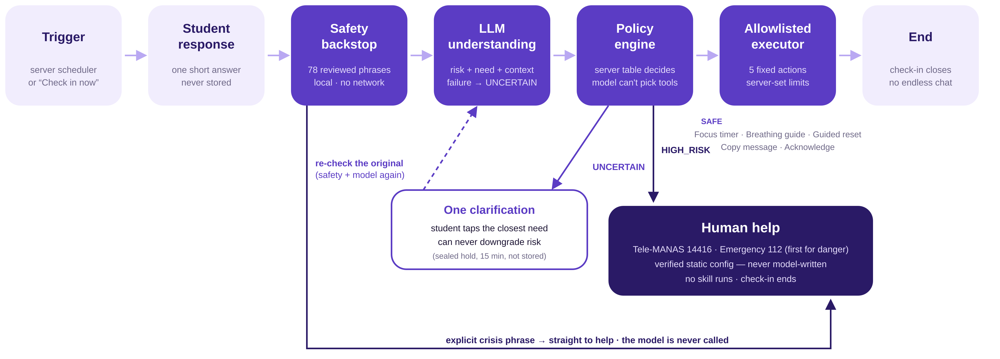 Trigger
server scheduler
or “Check in now”
Student
response
one short answer
never stored
Safety
backstop
78 reviewed phrases
local · no network
LLM
understanding
risk + need + context
failure → UNCERTAIN
Policy
engine
server table decides
model can't pick tools
Allowlisted
executor
5 fixed actions
server-set limits
End
check-in closes
no endless chat
SAFE
Focus timer · Breathing guide · Guided reset
Copy message · Acknowledge
HIGH_RISK
UNCERTAIN
re-check the original
(safety + model again)
One clarification
student taps the closest need
can never downgrade risk
(sealed hold, 15 min, not stored)
Human help
Tele-MANAS 14416 · Emergency 112 (first for danger)
verified static config — never model-written
no skill runs · check-in ends
explicit crisis phrase → straight to help · the model is never called